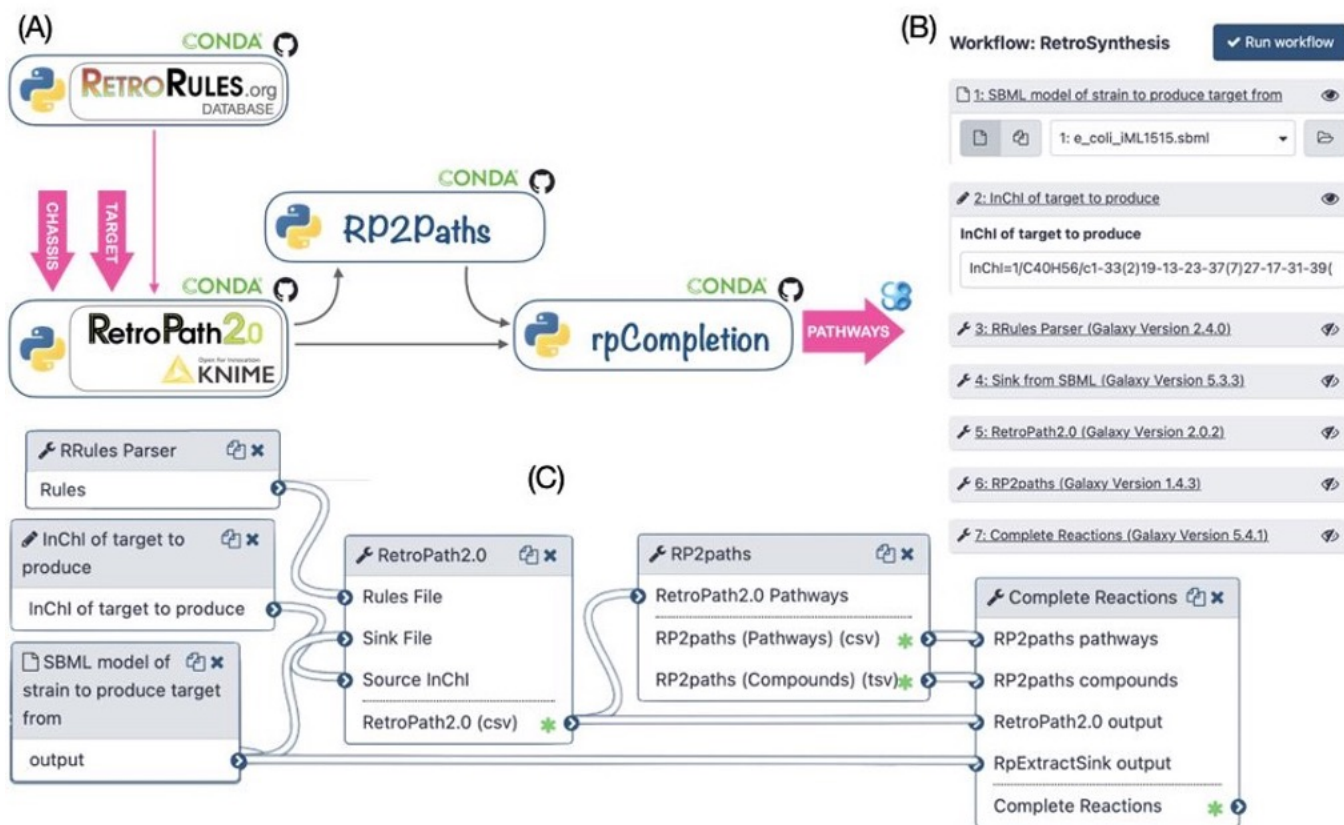 (A)
CONDA
RETRORULES.org
DATABASE
CHASSIS
TARGET
CONDA
RP2Paths
CONDA
RetroPath2.0
Open for Innovation
KNIME
CONDA
rpCompletion
PATHWAYS
(B)
Workflow: RetroSynthesis
Run workflow
1: SBML model of strain to produce target from
1: e_coli_iML1515.sbml
2: InChI of target to produce
InChI of target to produce
InChI=1/C40H56/c1-33(2)19-13-23-37(7)27-17-31-39(
3: RRules Parser (Galaxy Version 2.4.0)
4: Sink from SBML (Galaxy Version 5.3.3)
5: RetroPath2.0 (Galaxy Version 2.0.2)
6: RP2paths (Galaxy Version 1.4.3)
7: Complete Reactions (Galaxy Version 5.4.1)
(C)
RRules Parser
Rules
InChI of target to
produce
InChI of target to produce
SBML model of
strain to produce target
from
output
RetroPath2.0
Rules File
Sink File
Source InChI
RetroPath2.0 (csv)
RP2paths
RetroPath2.0 Pathways
RP2paths (Pathways) (csv)
RP2paths (Compounds) (tsv)
Complete Reactions
RP2paths pathways
RP2paths compounds
RetroPath2.0 output
RpExtractSink output
Complete Reactions